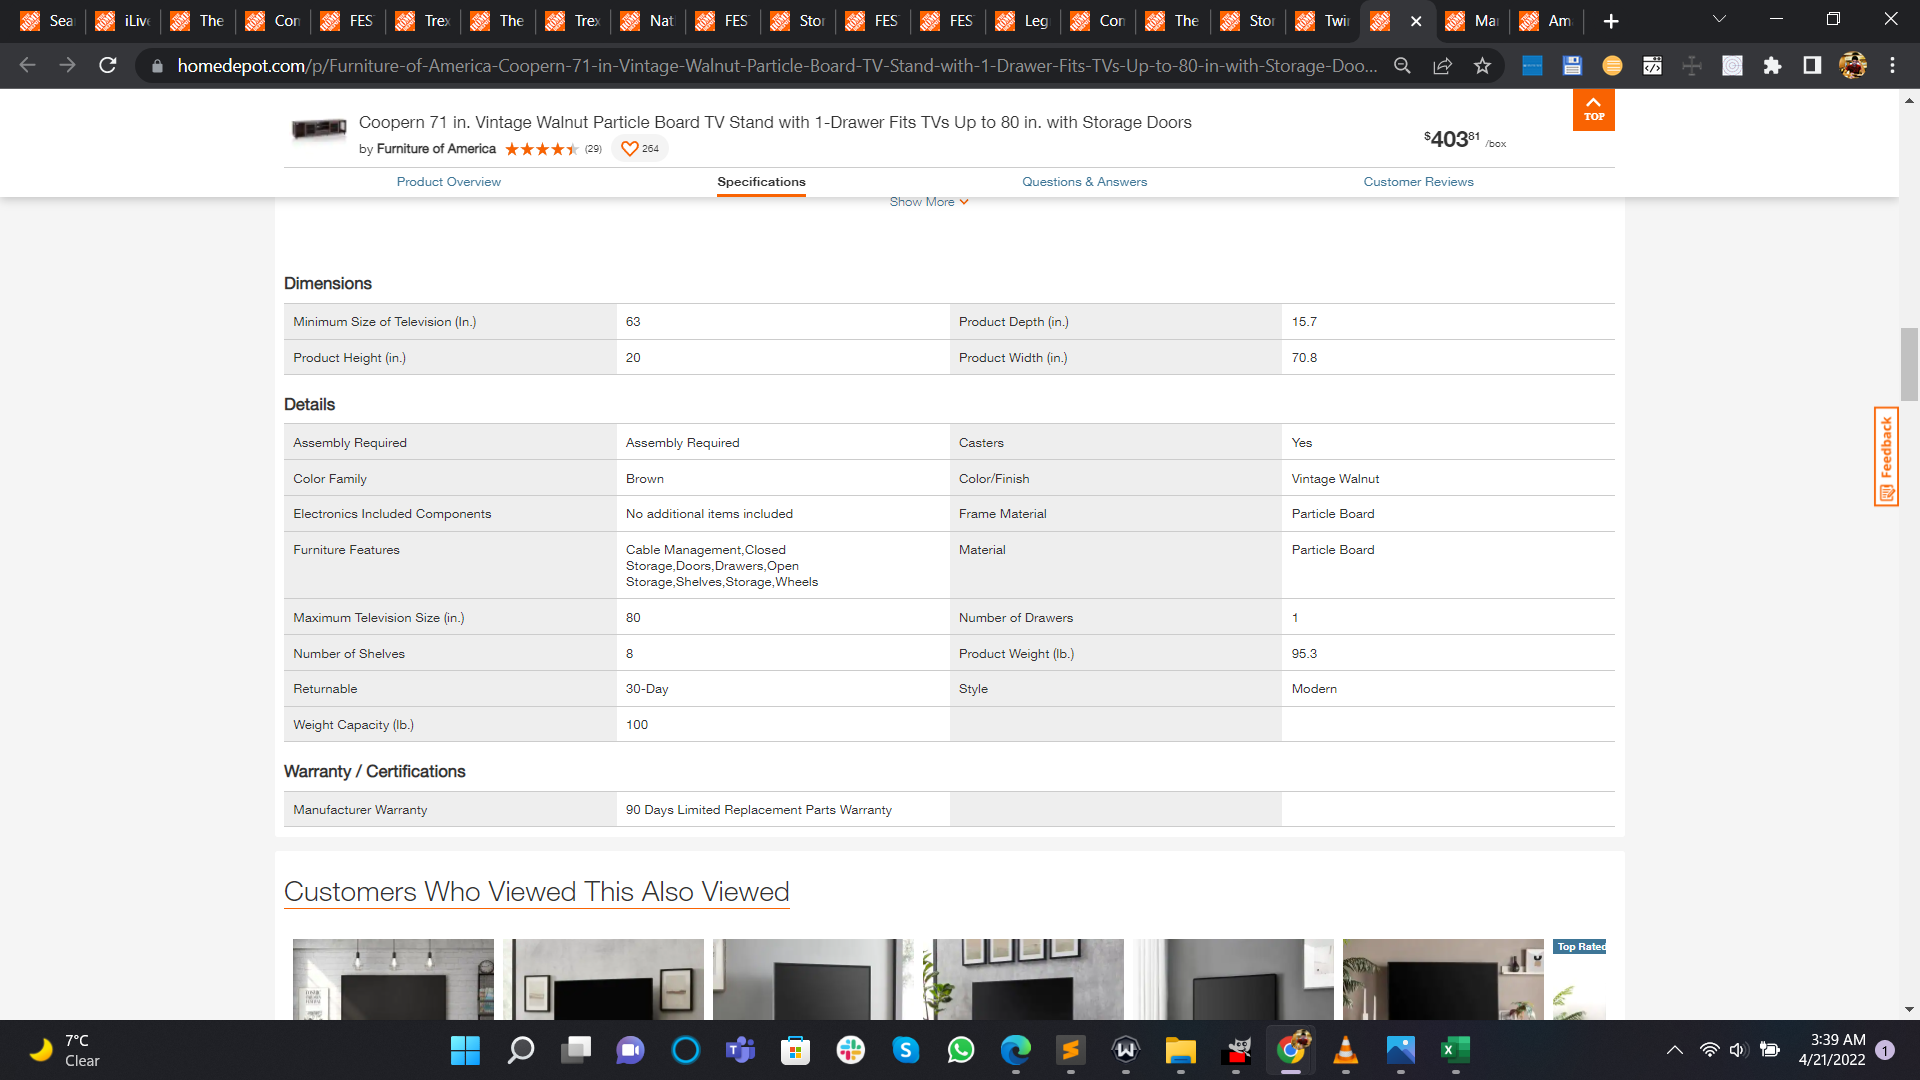 Sea
iLive
The
Con
FES
Trex
The
Trex
Nat
FES
Stor
FES
FES
Leg
Con
The
Stor
Twin
Ma
Am
homedepot.com/p/Furniture-of-America-Coopern-71-in-Vintage-Walnut-Particle-Board-TV-Stand-with-1-Drawer-Fits-TVs-Up-to-80-in-with-Storage-Doo...
TOP
Coopern 71 in. Vintage Walnut Particle Board TV Stand with 1-Drawer Fits TVs Up to 80 in. with Storage Doors
by Furniture of America (29) 264
$40381 /box
Product Overview Specifications Questions & Answers Customer Reviews
Show More
Dimensions
Minimum Size of Television (In.) 63 Product Depth (in.) 15.7
Product Height (in.) 20 Product Width (in.) 70.8
Details
Assembly Required Assembly Required Casters Yes
Color Family Brown Color/Finish Vintage Walnut
Electronics Included Components No additional items included Frame Material Particle Board
Furniture Features Cable Management,Closed Material Particle Board
Storage,Doors,Drawers,Open
Storage,Shelves,Storage,Wheels
Maximum Television Size (in.) 80 Number of Drawers 1
Number of Shelves 8 Product Weight (lb.) 95.3
Returnable 30-Day Style Modern
Weight Capacity (lb.) 100
Warranty / Certifications
Manufacturer Warranty 90 Days Limited Replacement Parts Warranty
Feedback
Customers Who Viewed This Also Viewed
Top Rated
7°C
Clear
3:39 AM
4/21/2022
1